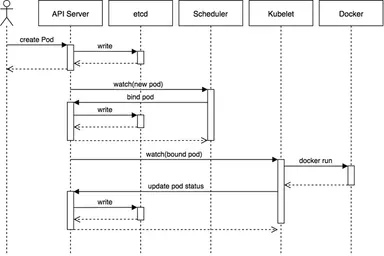 API Server
etcd
Scheduler
Kubelet
Docker
create Pod
write
watch(new pod)
bind pod
write
watch(bound pod)
docker run
update pod status
write